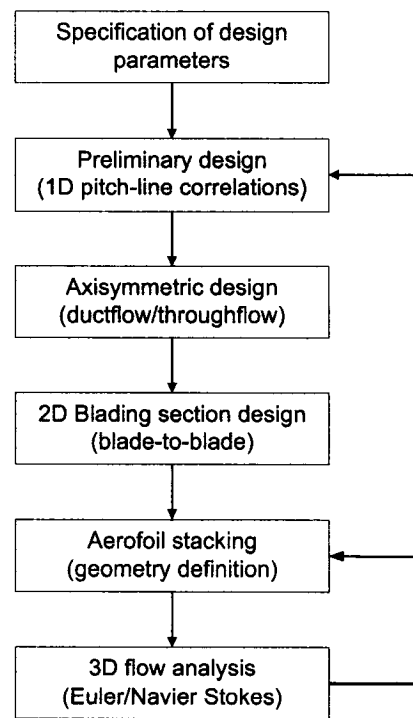 Specification of design
parameters
Preliminary design
(1D pitch-line correlations)
Axisymmetric design
(ductflow/throughflow)
2D Blading section design
(blade-to-blade)
Aerofoil stacking
(geometry definition)
3D flow analysis
(Euler/Navier Stokes)